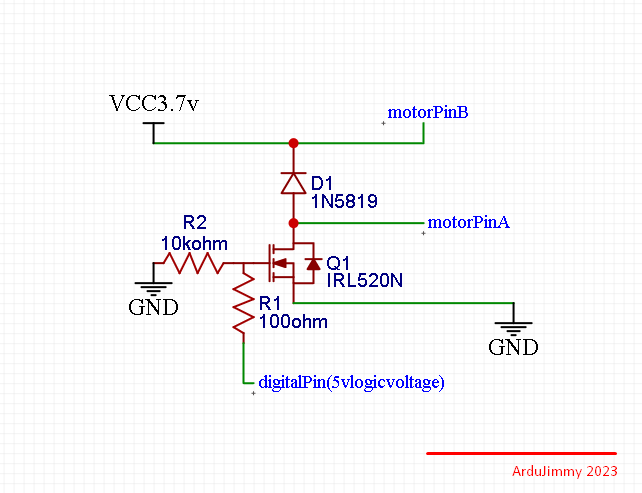 VCC3.7v
motorPinB
D1
1N5819
R2
10kohm
motorPinA
Q1
IRL520N
GND
R1
100ohm
GND
digitalPin(5vlogicvoltage)
ArduJimmy 2023